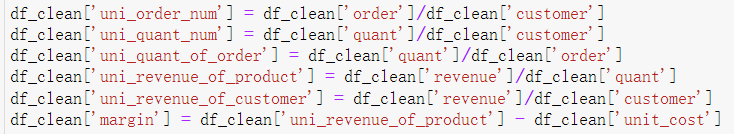 df_clean['uni_order_num'] = df_clean['order']/df_clean['customer']
df_clean['uni_quant_num'] = df_clean['quant']/df_clean['customer']
df_clean['uni_quant_of_order'] = df_clean['quant']/df_clean['order']
df_clean['uni_revenue_of_product'] = df_clean['revenue']/df_clean['quant']
df_clean['uni_revenue_of_customer'] = df_clean['revenue']/df_clean['customer']
df_clean['margin'] = df_clean['uni_revenue_of_product'] - df_clean['unit_cost']